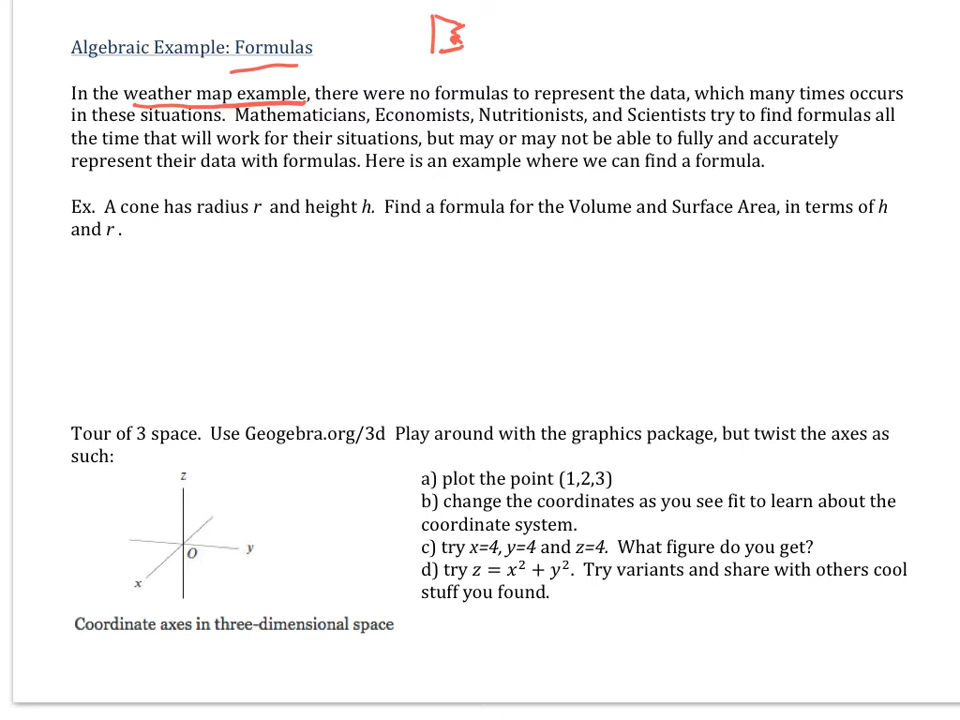 Algebraic Example: Formulas
In the weather map example, there were no formulas to represent the data, which many times occurs
in these situations. Mathematicians, Economists, Nutritionists, and Scientists try to find formulas all
the time that will work for their situations, but may or may not be able to fully and accurately
represent their data with formulas. Here is an example where we can find a formula.
Ex. A cone has radius r and height h. Find a formula for the Volume and Surface Area, in terms of h
and r.
Tour of 3 space. Use Geogebra.org/3d Play around with the graphics package, but twist the axes as
such:
z
O
y
x
Coordinate axes in three-dimensional space
a) plot the point (1,2,3)
b) change the coordinates as you see fit to learn about the
coordinate system.
c) try x=4, y=4 and z=4. What figure do you get?
d) try z = x² + y². Try variants and share with others cool
stuff you found.